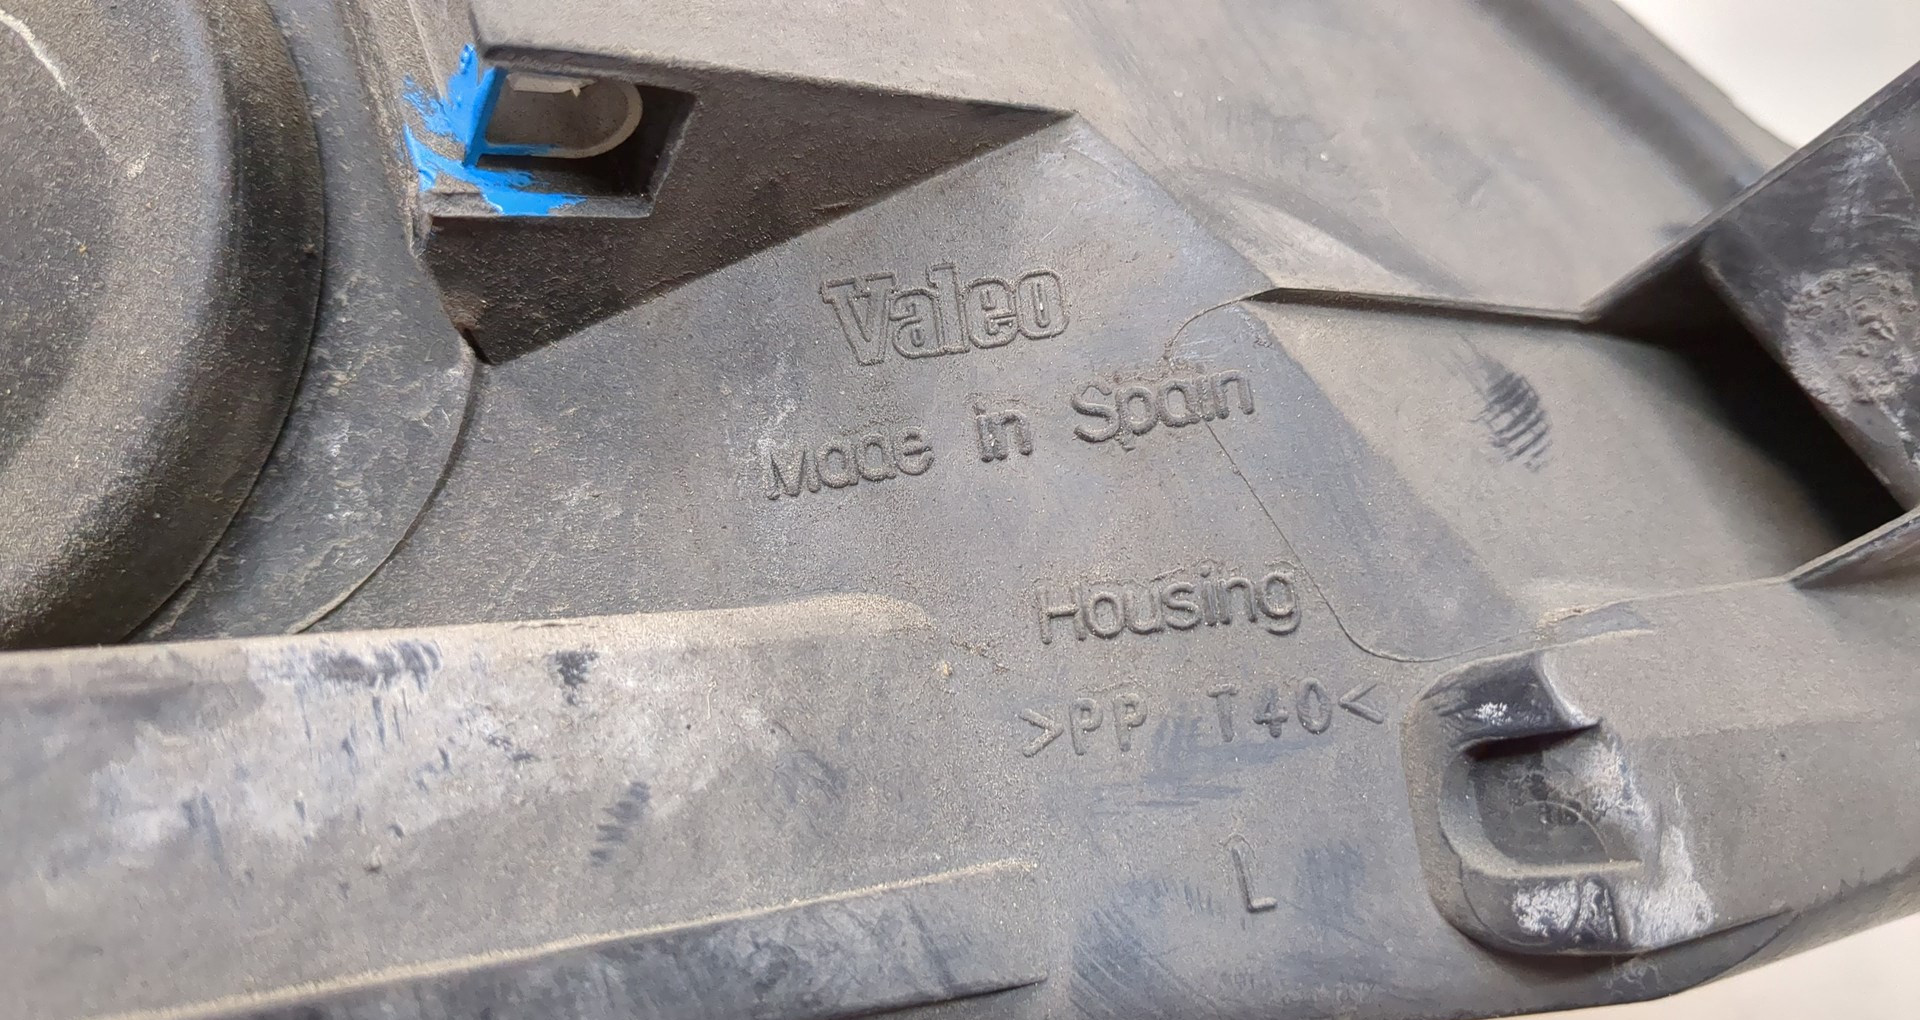 Valeo
Made in Spain
Housing
>PP T40<
L